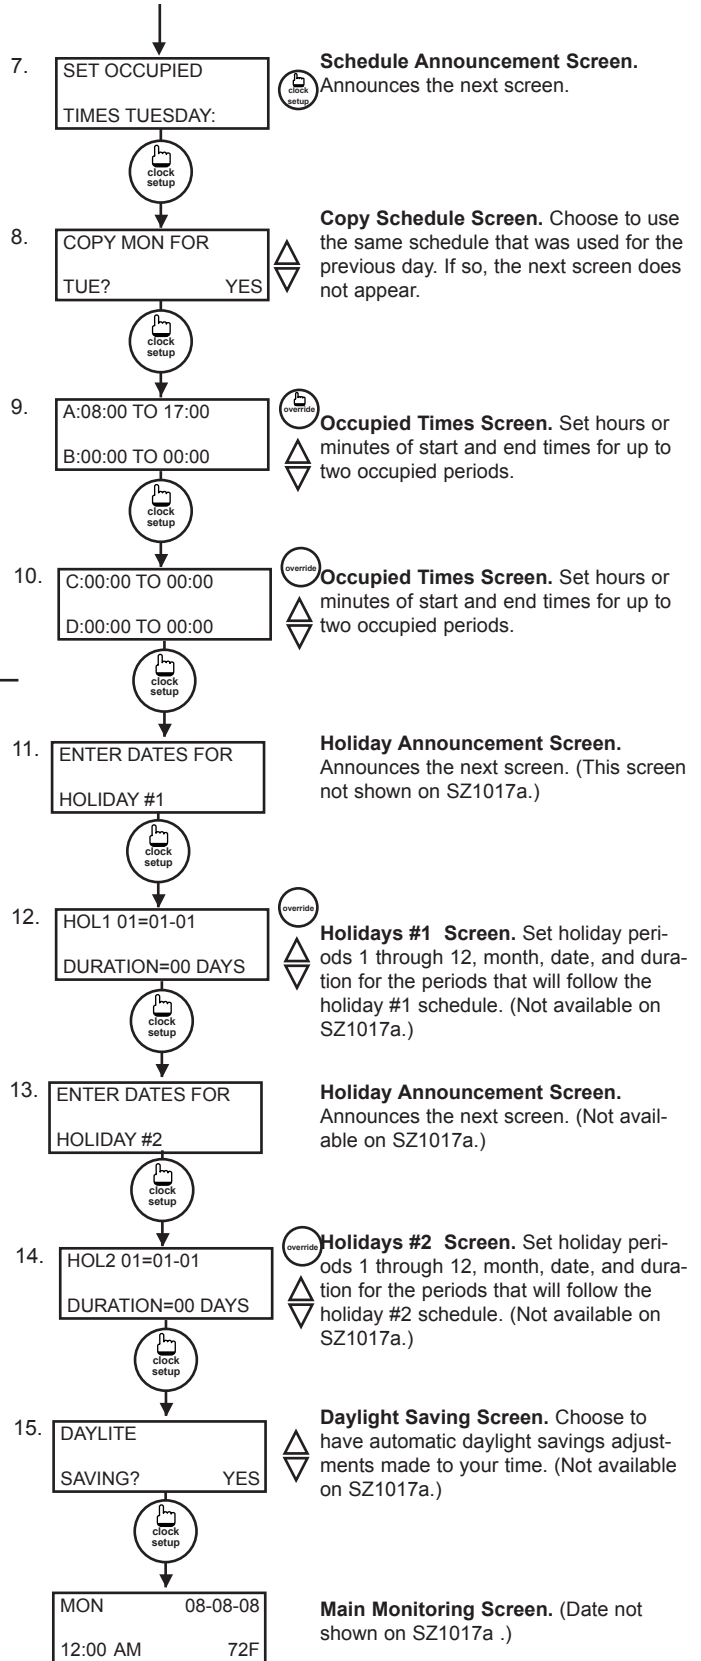 7.
SET OCCUPIED
TIMES TUESDAY:
clock
setup
Schedule Announcement Screen.
Announces the next screen.
clock
setup
8.
COPY MON FOR
TUE? YES
Copy Schedule Screen. Choose to use
the same schedule that was used for the
previous day. If so, the next screen does
not appear.
clock
setup
9.
A:08:00 TO 17:00
B:00:00 TO 00:00
override
Occupied Times Screen. Set hours or
minutes of start and end times for up to
two occupied periods.
clock
setup
10.
C:00:00 TO 00:00
D:00:00 TO 00:00
override
Occupied Times Screen. Set hours or
minutes of start and end times for up to
two occupied periods.
clock
setup
11.
ENTER DATES FOR
HOLIDAY #1
Holiday Announcement Screen.
Announces the next screen. (This screen
not shown on SZ1017a.)
clock
setup
12.
HOL1 01=01-01
DURATION=00 DAYS
override
Holidays #1 Screen. Set holiday peri-
ods 1 through 12, month, date, and dura-
tion for the periods that will follow the
holiday #1 schedule. (Not available on
SZ1017a.)
clock
setup
13.
ENTER DATES FOR
HOLIDAY #2
Holiday Announcement Screen.
Announces the next screen. (Not avail-
able on SZ1017a.)
clock
setup
14.
HOL2 01=01-01
DURATION=00 DAYS
override
Holidays #2 Screen. Set holiday peri-
ods 1 through 12, month, date, and dura-
tion for the periods that will follow the
holiday #2 schedule. (Not available on
SZ1017a.)
clock
setup
15.
DAYLITE
SAVING? YES
Daylight Saving Screen. Choose to
have automatic daylight savings adjust-
ments made to your time. (Not available
on SZ1017a.)
clock
setup
MON 08-08-08
12:00 AM 72F
Main Monitoring Screen. (Date not
shown on SZ1017a .)